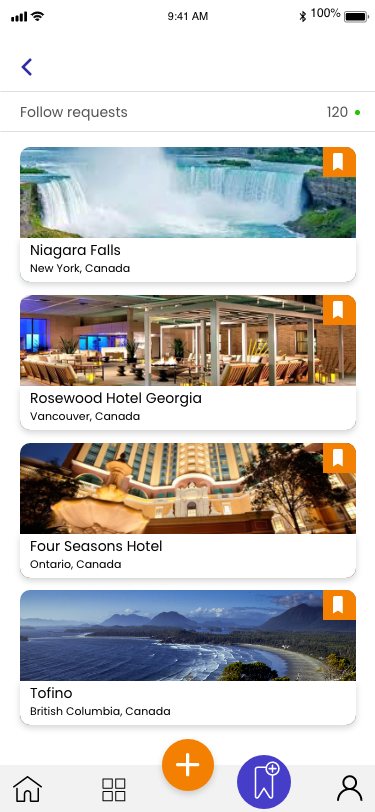 9:41 AM
100%
Follow requests
120
Niagara Falls
New York, Canada
Rosewood Hotel Georgia
Vancouver, Canada
Four Seasons Hotel
Ontario, Canada
Tofino
British Columbia, Canada